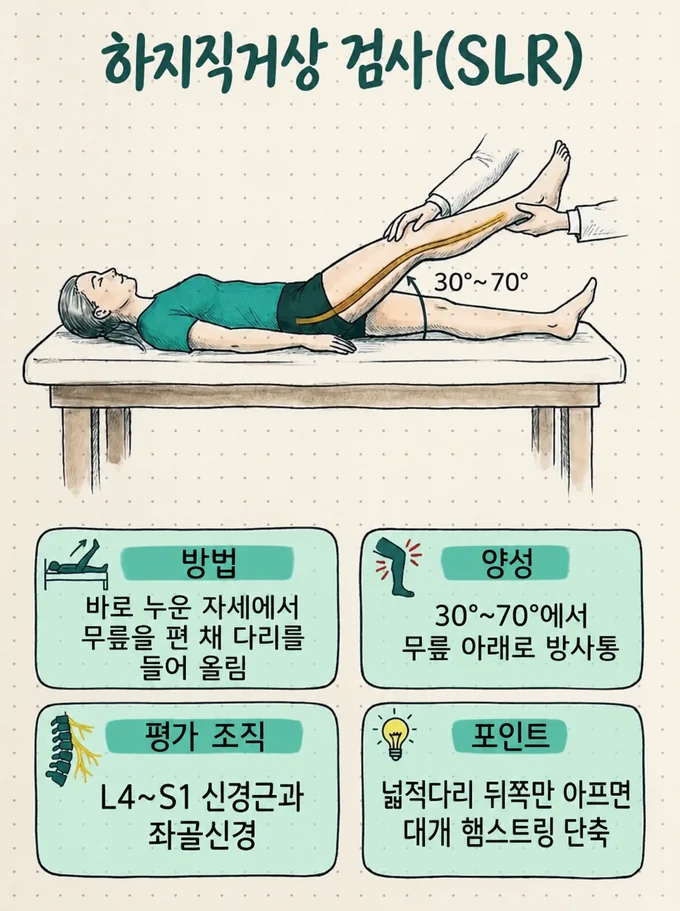 하지직거상 검사(SLR)
30°~70°
방법
바로 누운 자세에서
무릎을 편 채 다리를
들어 올림
양성
30°~70°에서
무릎 아래로 방사통
평가 조직
L4~S1 신경근과
좌골신경
포인트
넓적다리 뒤쪽만 아프면
대개 햄스트링 단축